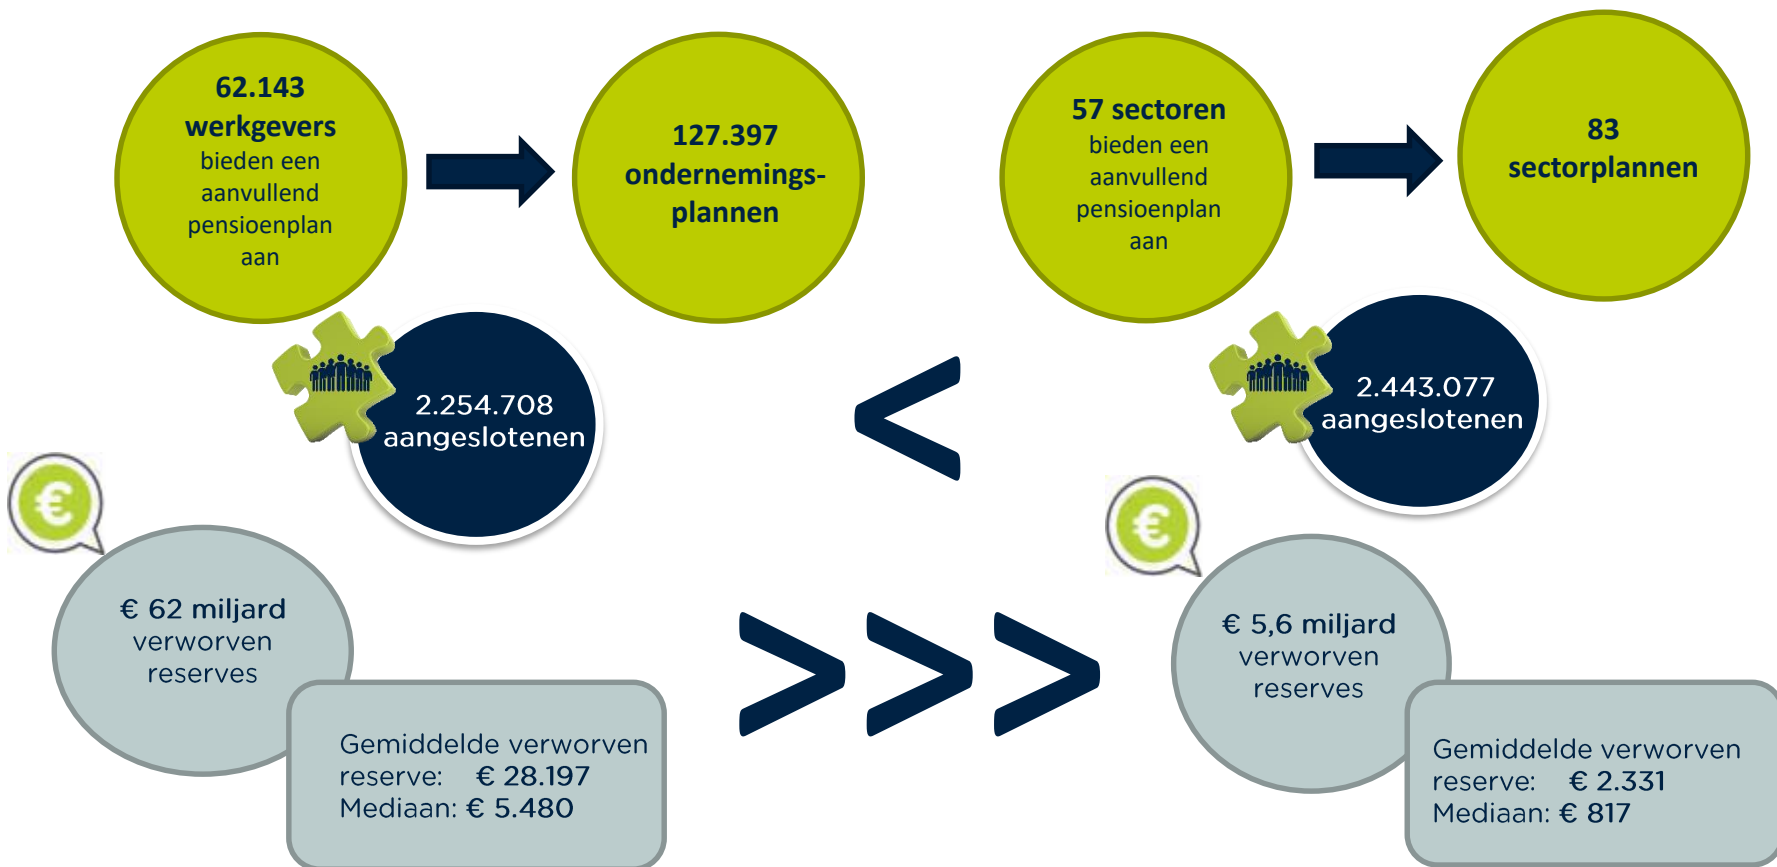 62.143
werkgevers
bieden een
aanvullend
pensioenplan
aan
127.397
ondernemings-
plannen
57 sectoren
bieden een
aanvullend
pensioenplan
aan
83
sectorplannen
2.254.708
aangeslotenen
<
2.443.077
aangeslotenen
€
€ 62 miljard
verworven
reserves
Gemiddelde verworven
reserve: € 28.197
Mediaan: € 5.480
>>>
€
€ 5,6 miljard
verworven
reserves
Gemiddelde verworven
reserve: € 2.331
Mediaan: € 817